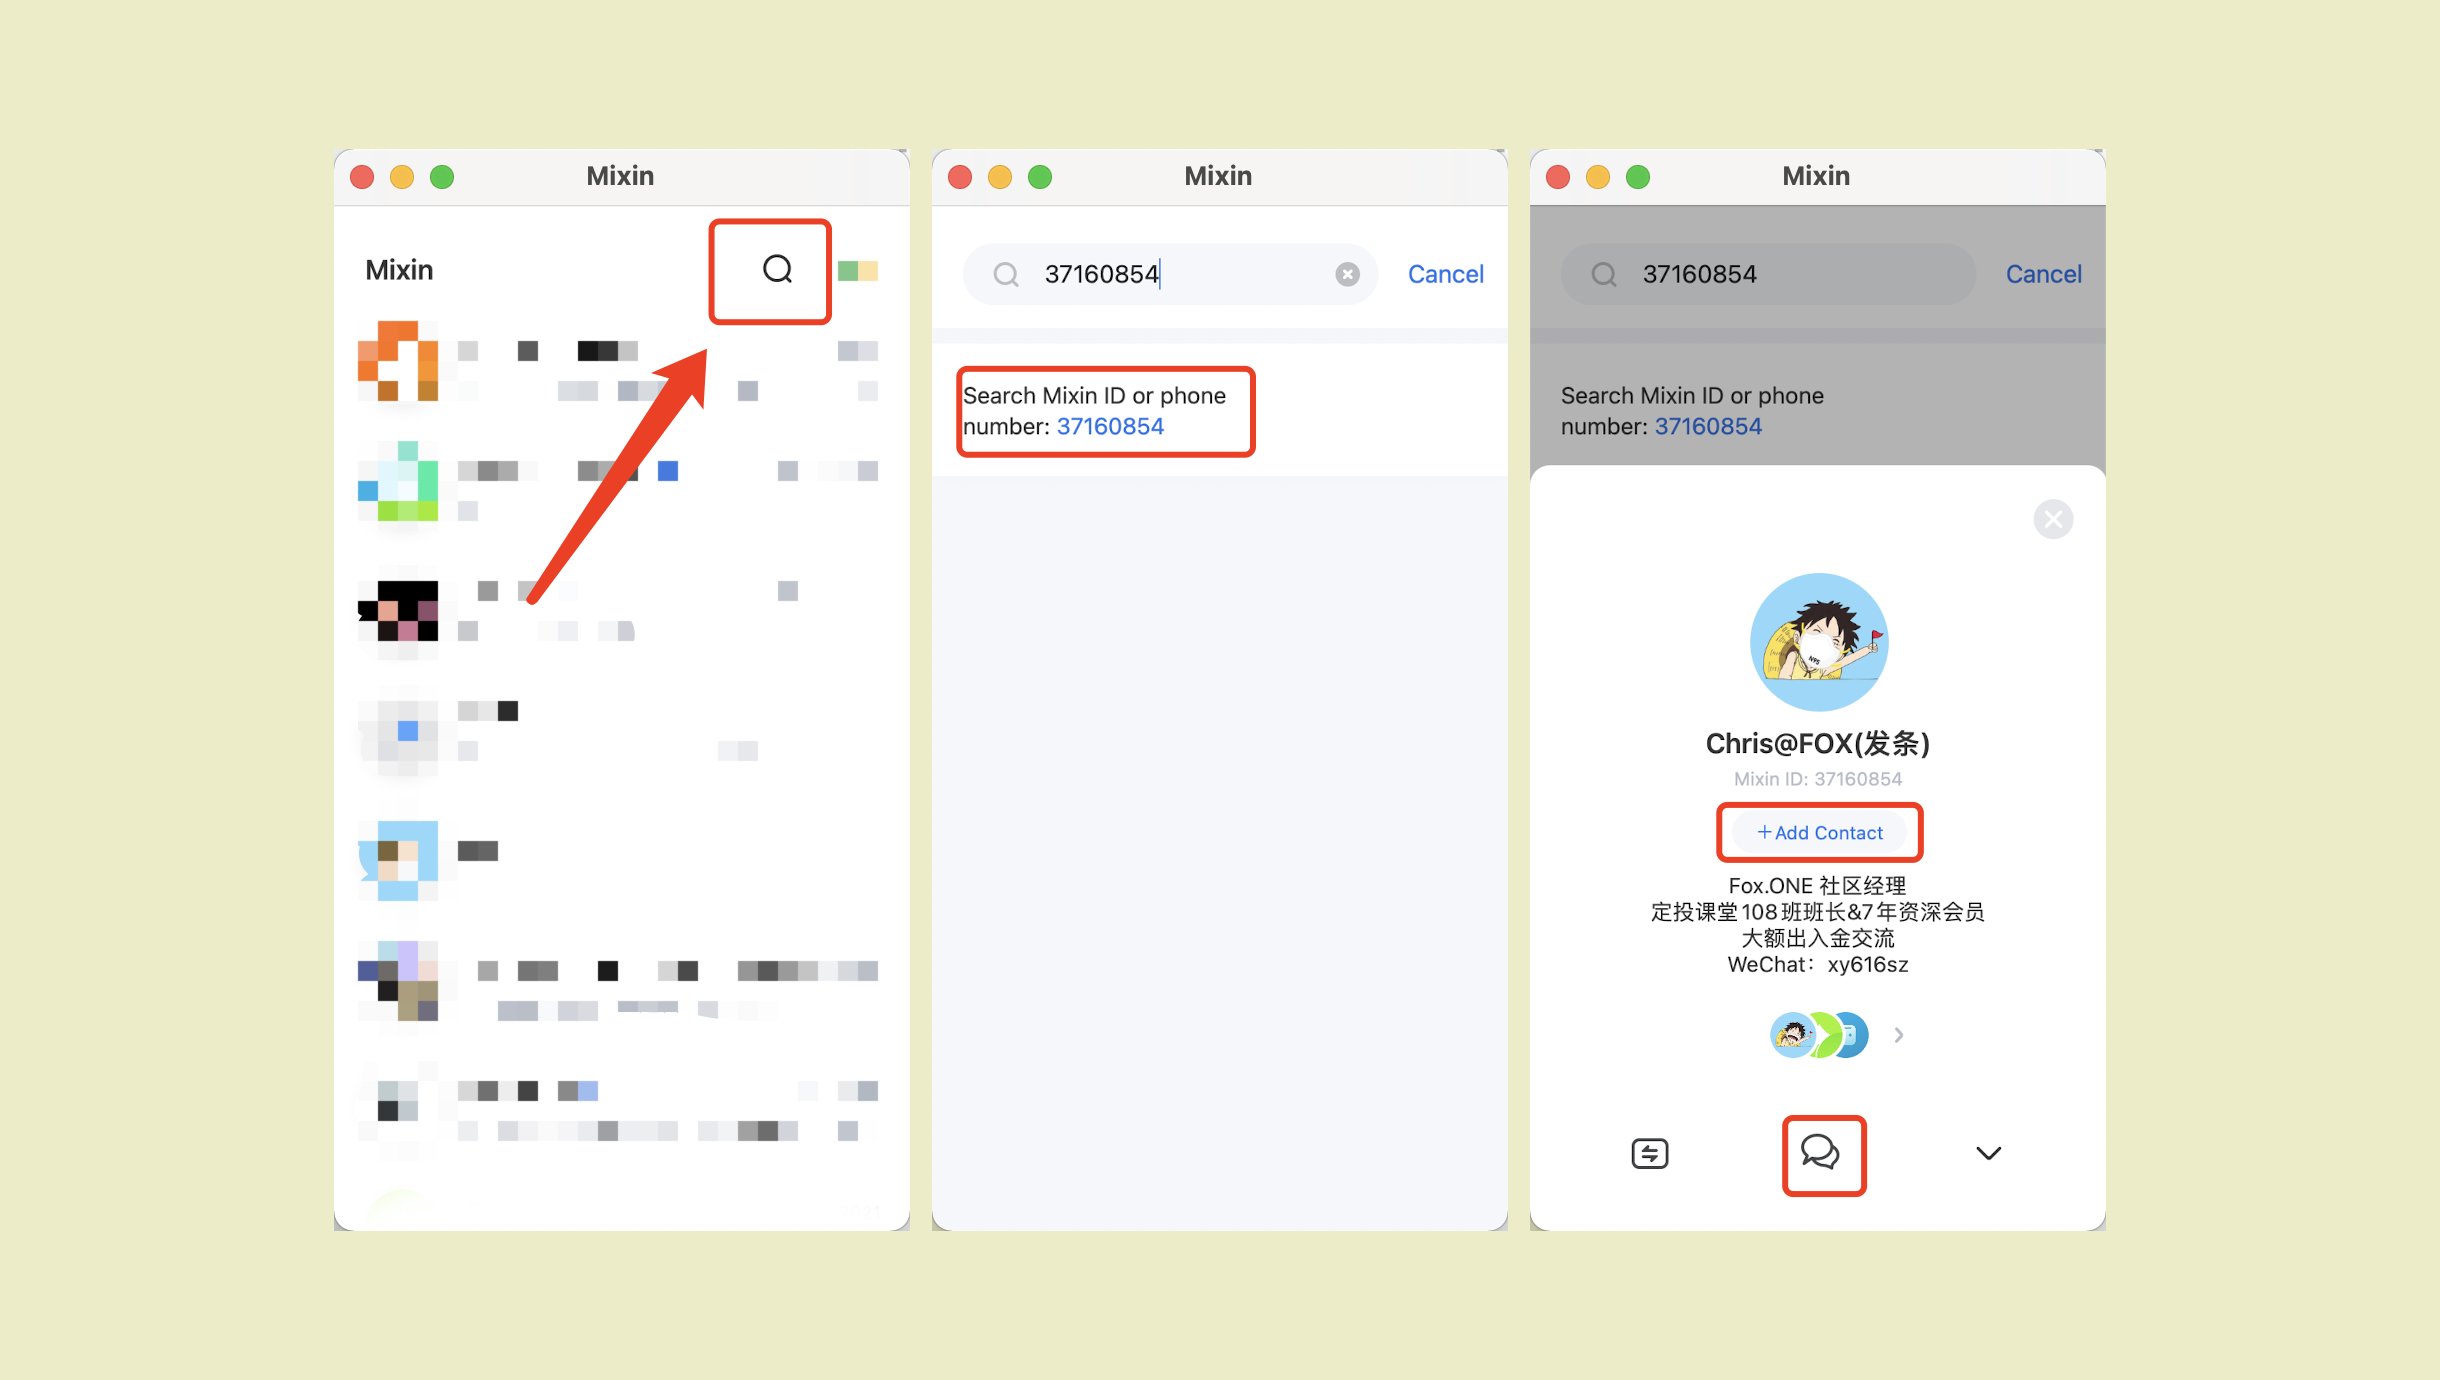 Mixin
Mixin
Mixin
37160854
Cancel
Search Mixin ID or phone
number: 37160854
Mixin
37160854
Cancel
Search Mixin ID or phone
number: 37160854
N95
Chris@FOX(发条)
Mixin ID: 37160854
+Add Contact
Fox.ONE 社区经理
定投课堂108班班长&7年资深会员
大额出入金交流
WeChat：xy616sz